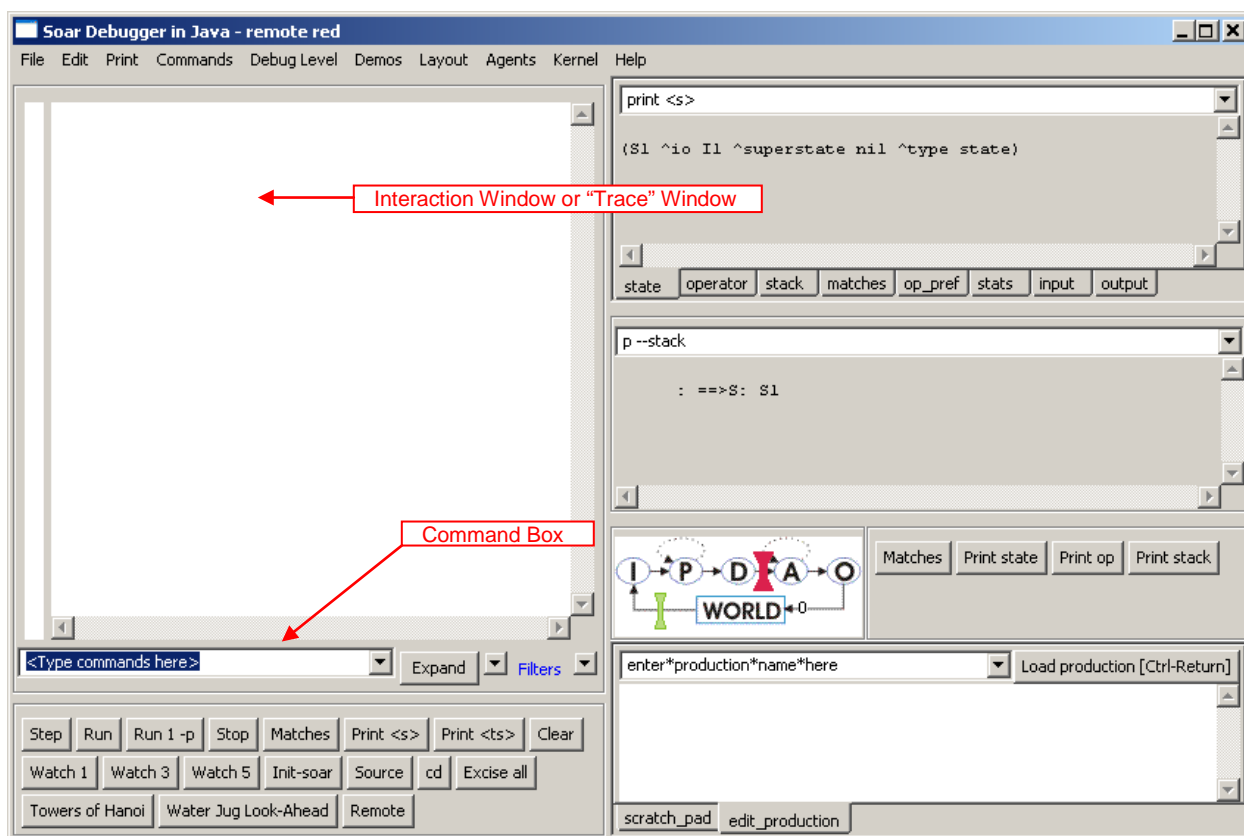 Soar Debugger in Java - remote red
File Edit Print Commands Debug Level Demos Layout Agents Kernel Help
Interaction Window or “Trace” Window
Command Box
<Type commands here>
Expand
Filters
Step Run Run 1 -p Stop Matches Print <s> Print <ts> Clear
Watch 1 Watch 3 Watch 5 Init-soar Source cd Excise all
Towers of Hanoi Water Jug Look-Ahead Remote
print <s>
(S1 ^io I1 ^superstate nil ^type state)
state operator stack matches op_pref stats input output
p --stack
: ==>S: S1
I P D A O
WORLD 0
Matches Print state Print op Print stack
enter*production*name*here Load production [Ctrl-Return]
scratch_pad edit_production